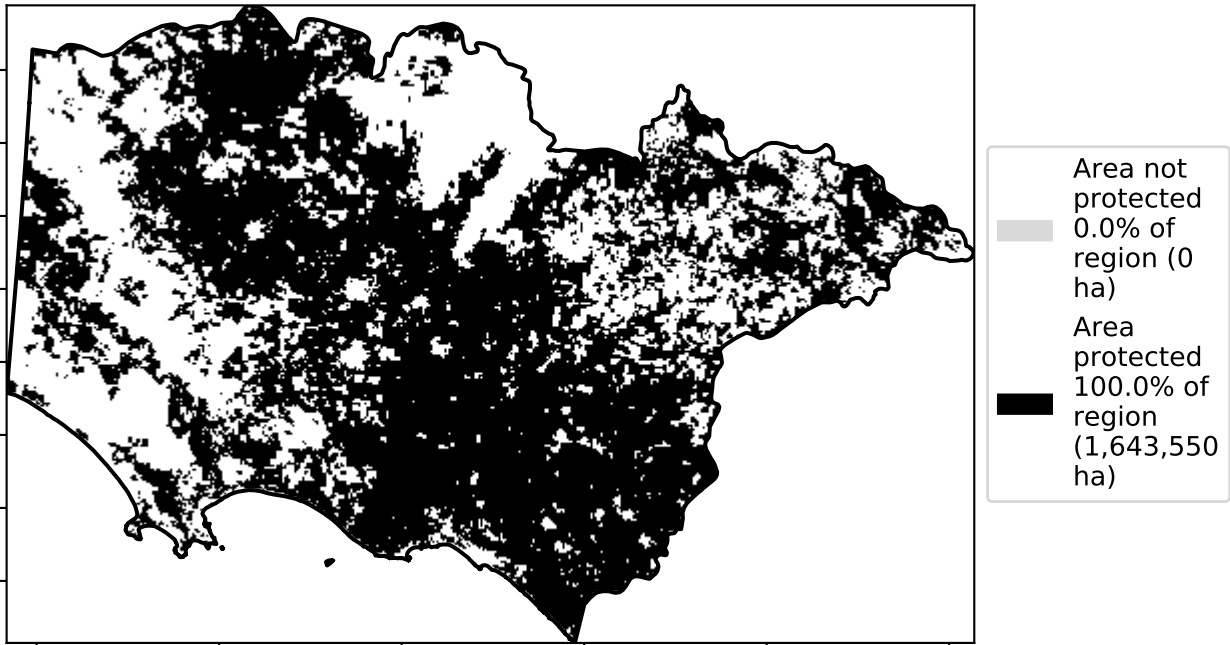 Area not
protected
0.0% of
region (0
ha)
Area
protected
100.0% of
region
(1,643,550
ha)